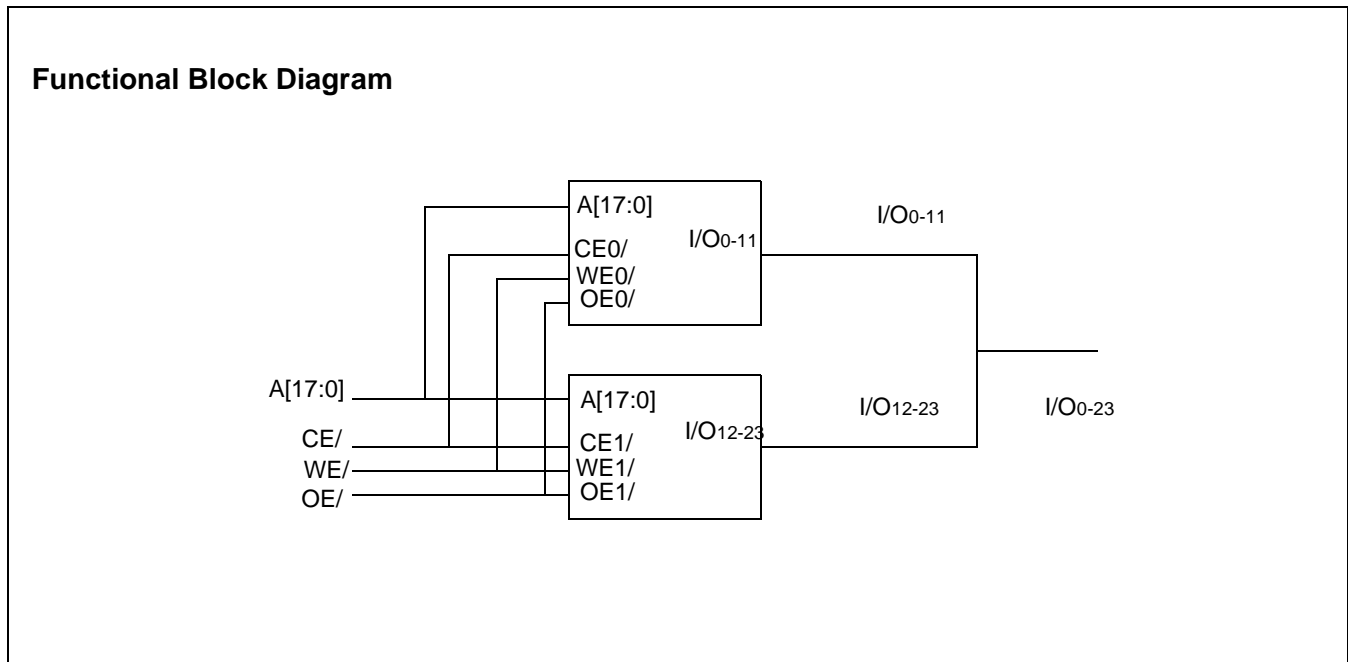 Functional Block Diagram
A[17:0]
CE0/
WE0/
OE0/
I/O0-11
I/O0-11
A[17:0]
CE/
WE/
OE/
A[17:0]
CE1/
WE1/
OE1/
I/O12-23
I/O12-23
I/O0-23